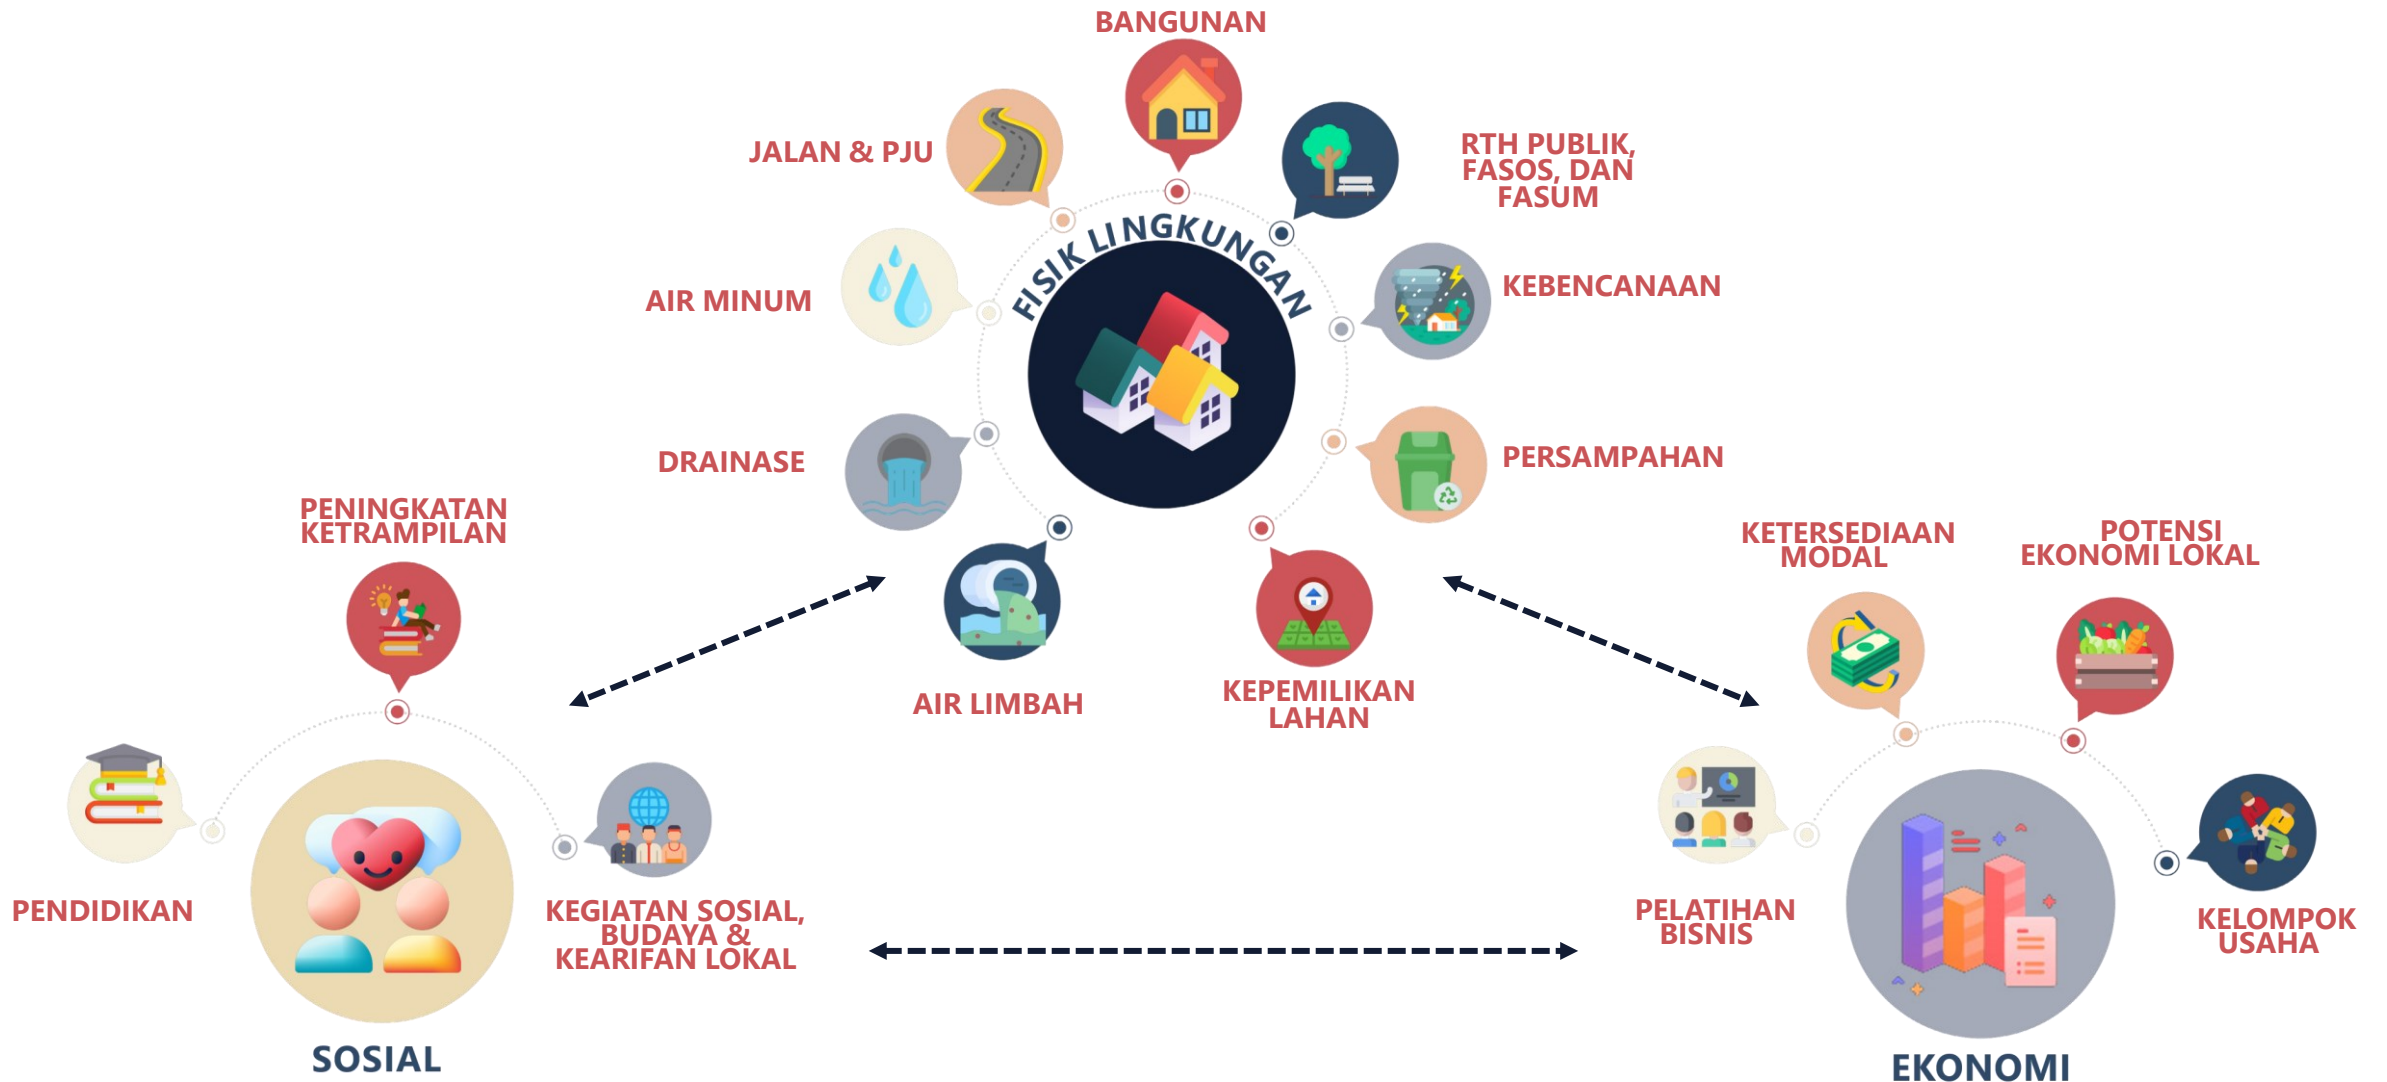 BANGUNAN
JALAN & PJU
RTH PUBLIK,
FASOS, DAN
FASUM
AIR MINUM
KEBENCANAAN
FISIK LINGKUNGAN
DRAINASE
PERSAMPAHAN
AIR LIMBAH
KEPEMILIKAN
LAHAN
PENINGKATAN
KETRAMPILAN
PENDIDIKAN
KEGIATAN SOSIAL,
BUDAYA &
KEARIFAN LOKAL
SOSIAL
KETERSEDIAAN
MODAL
POTENSI
EKONOMI LOKAL
PELATIHAN
BISNIS
KELOMPOK
USAHA
EKONOMI